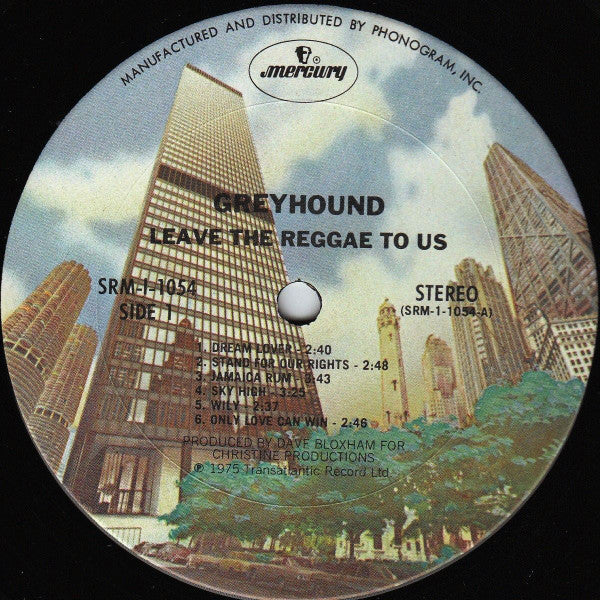 MANUFACTURED AND DISTRIBUTED BY PHONOGRAM, INC.
mercury
GREYHOUND
LEAVE THE REGGAE TO US
SRM-1-1054
SIDE 1
STEREO
(SRM-1-1054-A)
1. DREAM LOVER - 2:40
2. STAND FOR OUR RIGHTS - 2:48
3. JAMAICA RUM - 3:43
4. SKY HIGH - 3:25
5. WILY - 2:37
6. ONLY LOVE CAN WIN - 2:46
PRODUCED BY DAVE BLOXHAM FOR
CHRISTINE PRODUCTIONS
℗ 1975 Transatlantic Record Ltd.